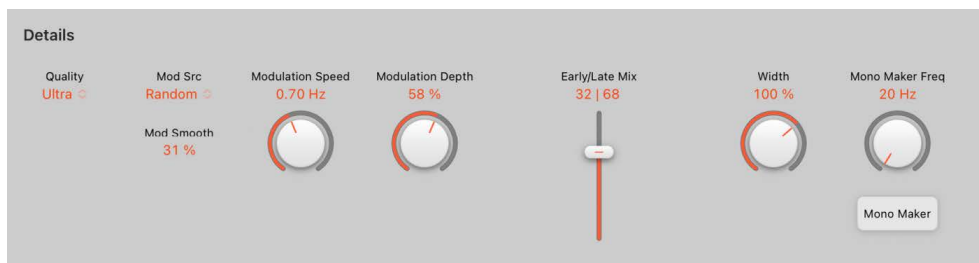 Details
Quality
Ultra
Mod Src
Random
Mod Smooth
31 %
Modulation Speed
0.70 Hz
Modulation Depth
58 %
Early/Late Mix
32 | 68
Width
100 %
Mono Maker Freq
20 Hz
Mono Maker